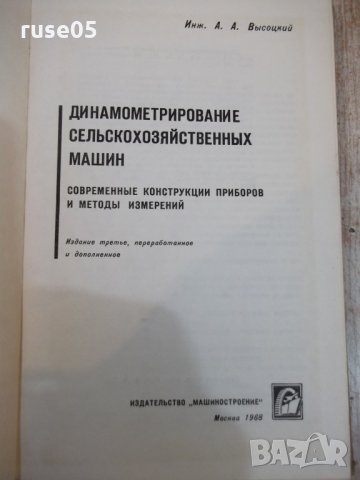 ruse05
Инж. А. А. Высоцкий
ДИНАМОМЕТРИРОВАНИЕ
СЕЛЬСКОХОЗЯЙСТВЕННЫХ
МАШИН
СОВРЕМЕННЫЕ КОНСТРУКЦИИ ПРИБОРОВ
И МЕТОДЫ ИЗМЕРЕНИЙ
Издание третье, переработанное
и дополненное
ИЗДАТЕЛЬСТВО „МАШИНОСТРОЕНИЕ"
Москва 1968
BAZAR